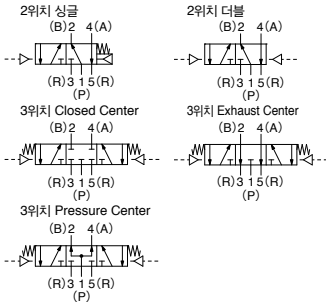 2위치 싱글
(B) 2 4 (A)
(R) 3 1 5 (R)
(P)
2위치 더블
(B) 2 4 (A)
(R) 3 1 5 (R)
(P)
3위치 Closed Center
(B) 2 4 (A)
(R) 3 1 5 (R)
(P)
3위치 Exhaust Center
(B) 2 4 (A)
(R) 3 1 5 (R)
(P)
3위치 Pressure Center
(B) 2 4 (A)
(R) 3 1 5 (R)
(P)